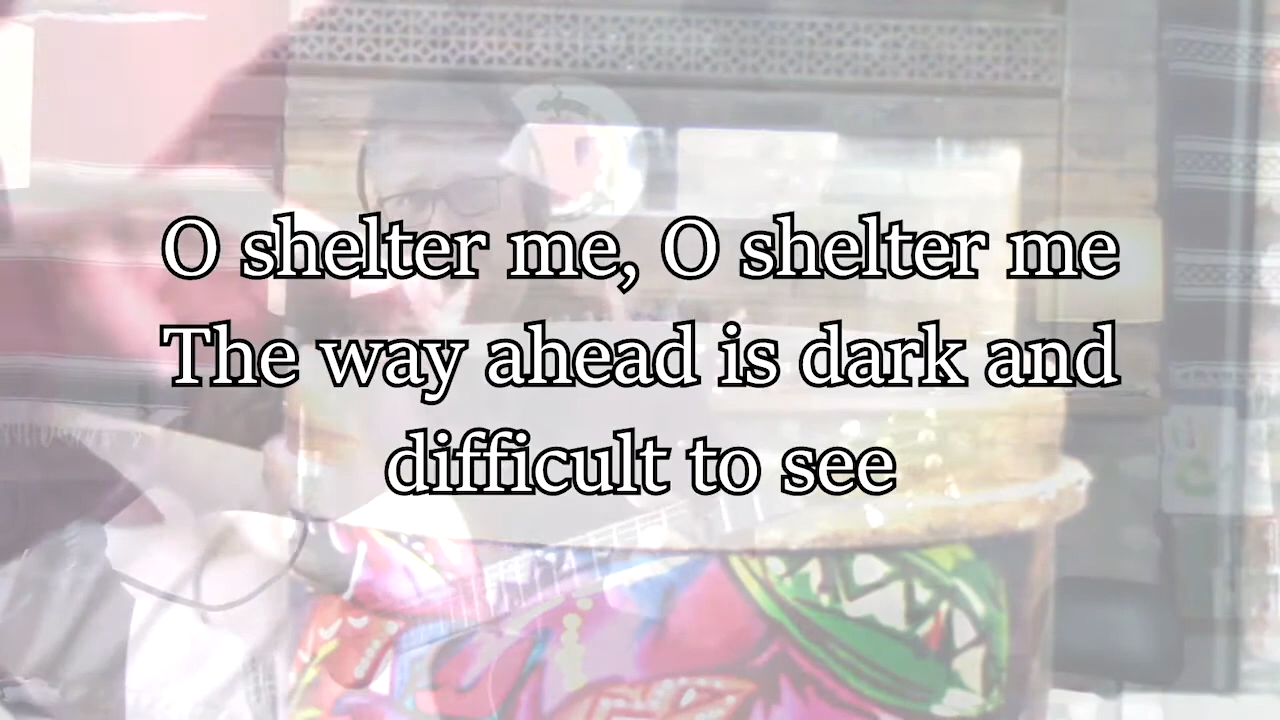 O shelter me, O shelter me
The way ahead is dark and
difficult to see